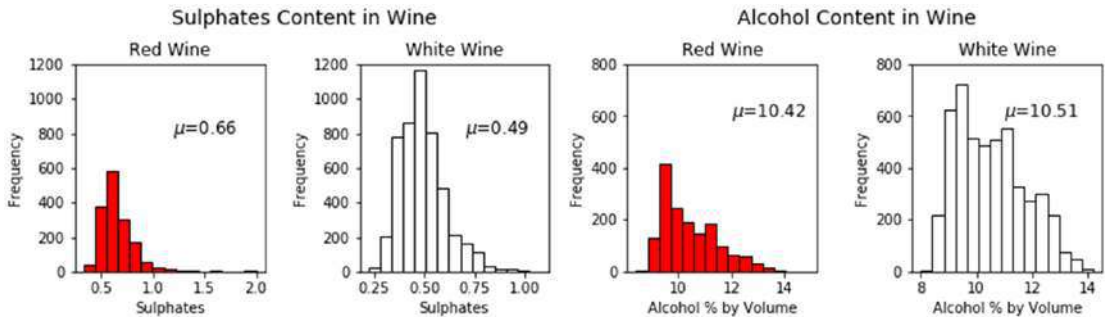 Sulphates Content in Wine
Alcohol Content in Wine
Red Wine
White Wine
Red Wine
White Wine
1200
1000
800
600
400
200
0
Frequency
μ=0.66
0.5
1.0
1.5
2.0
Sulphates
1200
1000
800
600
400
200
0
Frequency
μ=0.49
0.25
0.50
0.75
1.00
Sulphates
800
600
400
200
0
Frequency
μ=10.42
10
12
14
Alcohol % by Volume
800
600
400
200
0
Frequency
μ=10.51
8
10
12
14
Alcohol % by Volume